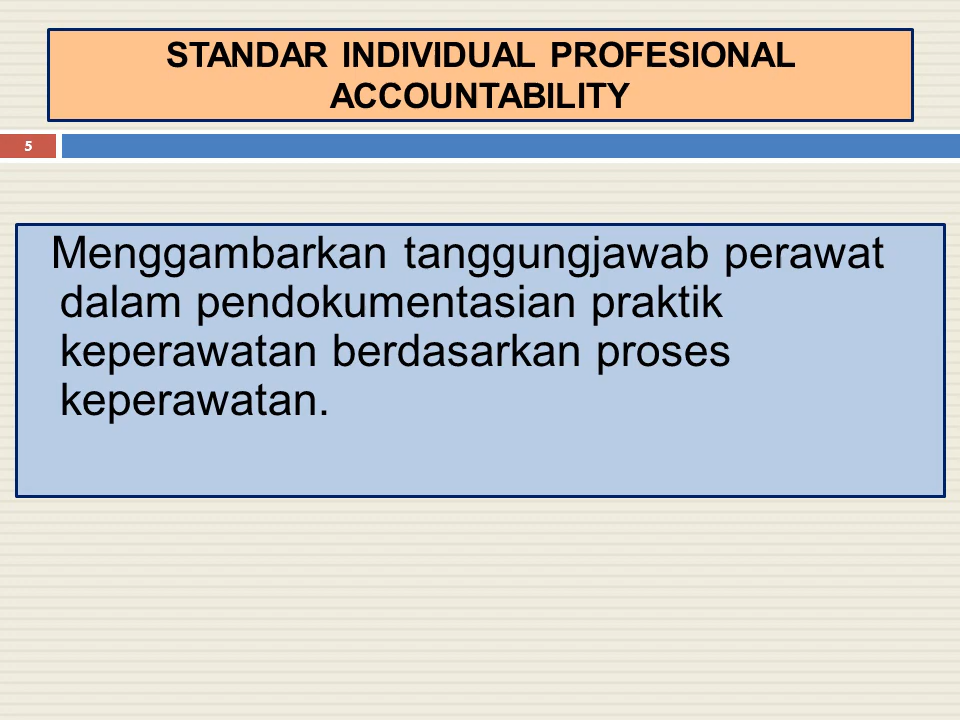 STANDAR INDIVIDUAL PROFESIONAL
ACCOUNTABILITY
5
Menggambarkan tanggungjawab perawat
dalam pendokumentasian praktik
keperawatan berdasarkan proses
keperawatan.